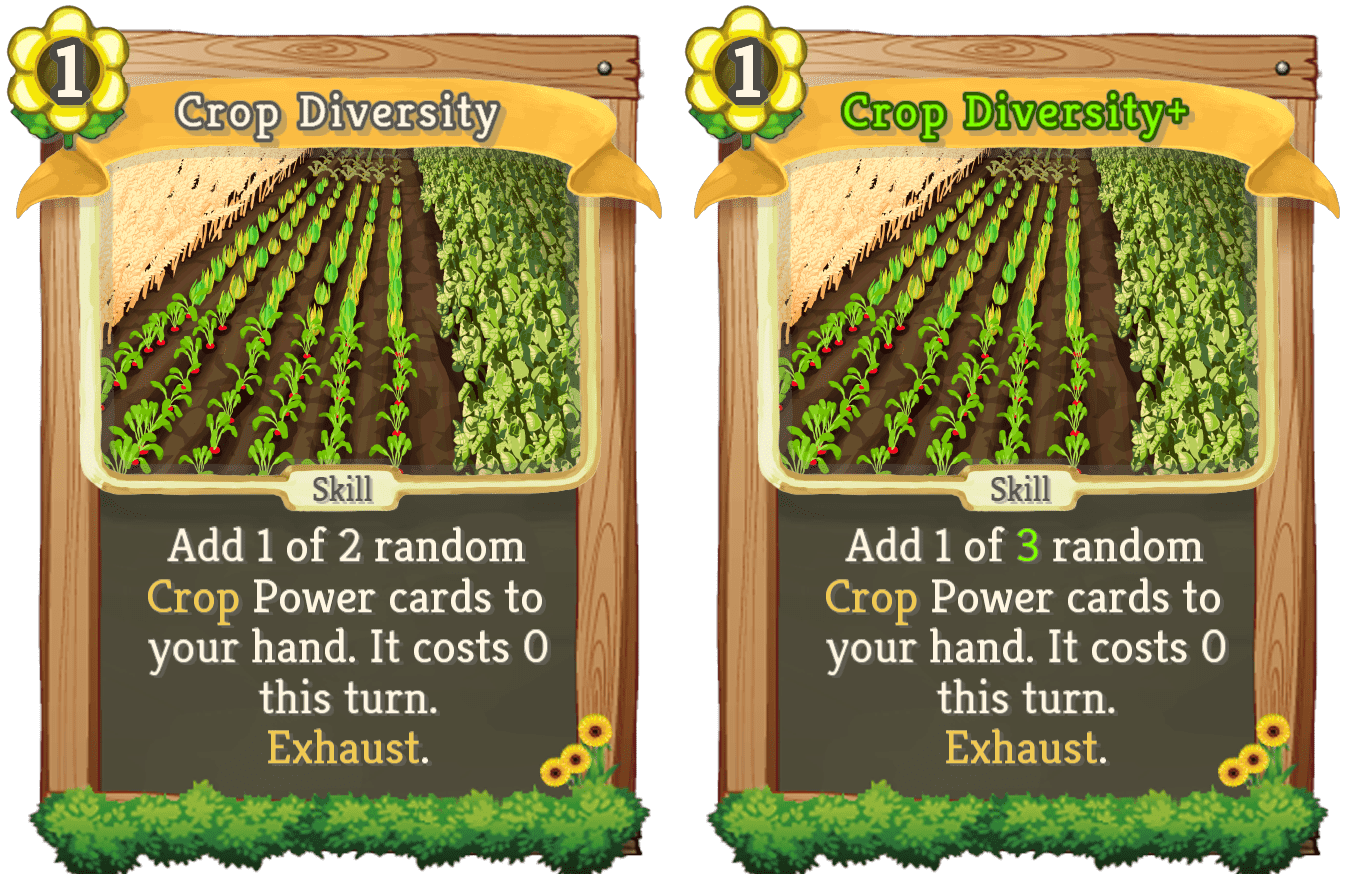 1
Crop Diversity
Skill
Add 1 of 2 random
Crop Power cards to
your hand. It costs 0
this turn.
Exhaust.
1
Crop Diversity+
Skill
Add 1 of 3 random
Crop Power cards to
your hand. It costs 0
this turn.
Exhaust.